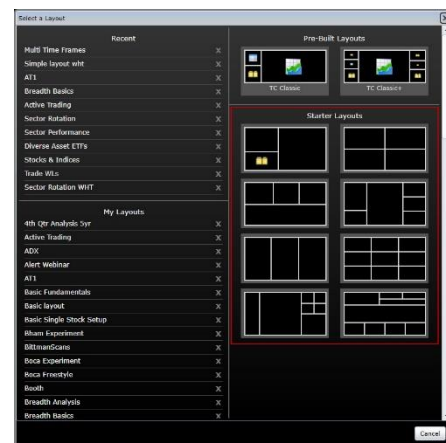 Select a Layout
Recent
Multi Time Frames X
Simple layout wht X
AT1 X
Breadth Basics X
Active Trading X
Sector Rotation X
Sector Performance X
Diverse Asset ETFs X
Stocks & Indices X
Trade WLs X
Sector Rotation WHT X
My Layouts
4th Qtr Analysis 5yr X
Active Trading X
ADX X
Alert Webinar X
AT1 X
Basic Fundamentals X
Basic layout X
Basic Single Stock Setup X
Bham Experiment X
BittmanScans X
Boca Experiment X
Boca Freestyle X
Booth X
Breadth Analysis X
Breadth Basics X
Pre-Built Layouts
TC Classic
TC Classic+
Starter Layouts
Cancel